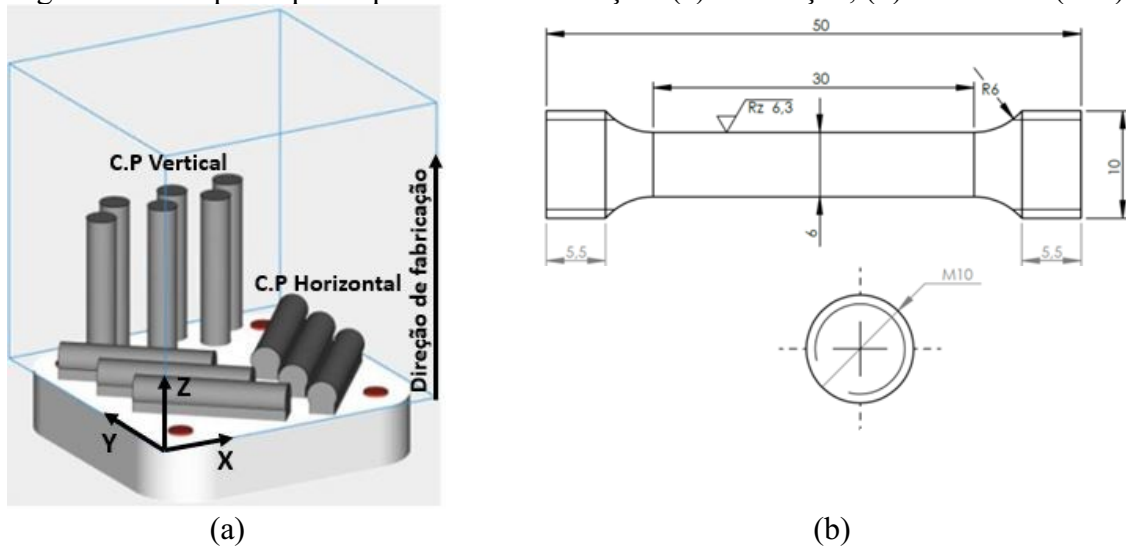 C.P Vertical
C.P Horizontal
Direção de fabricação
Z
Y
X
(a)
50
30
Rz 6,3
R6
10
6
5,5
5,5
M10
(b)